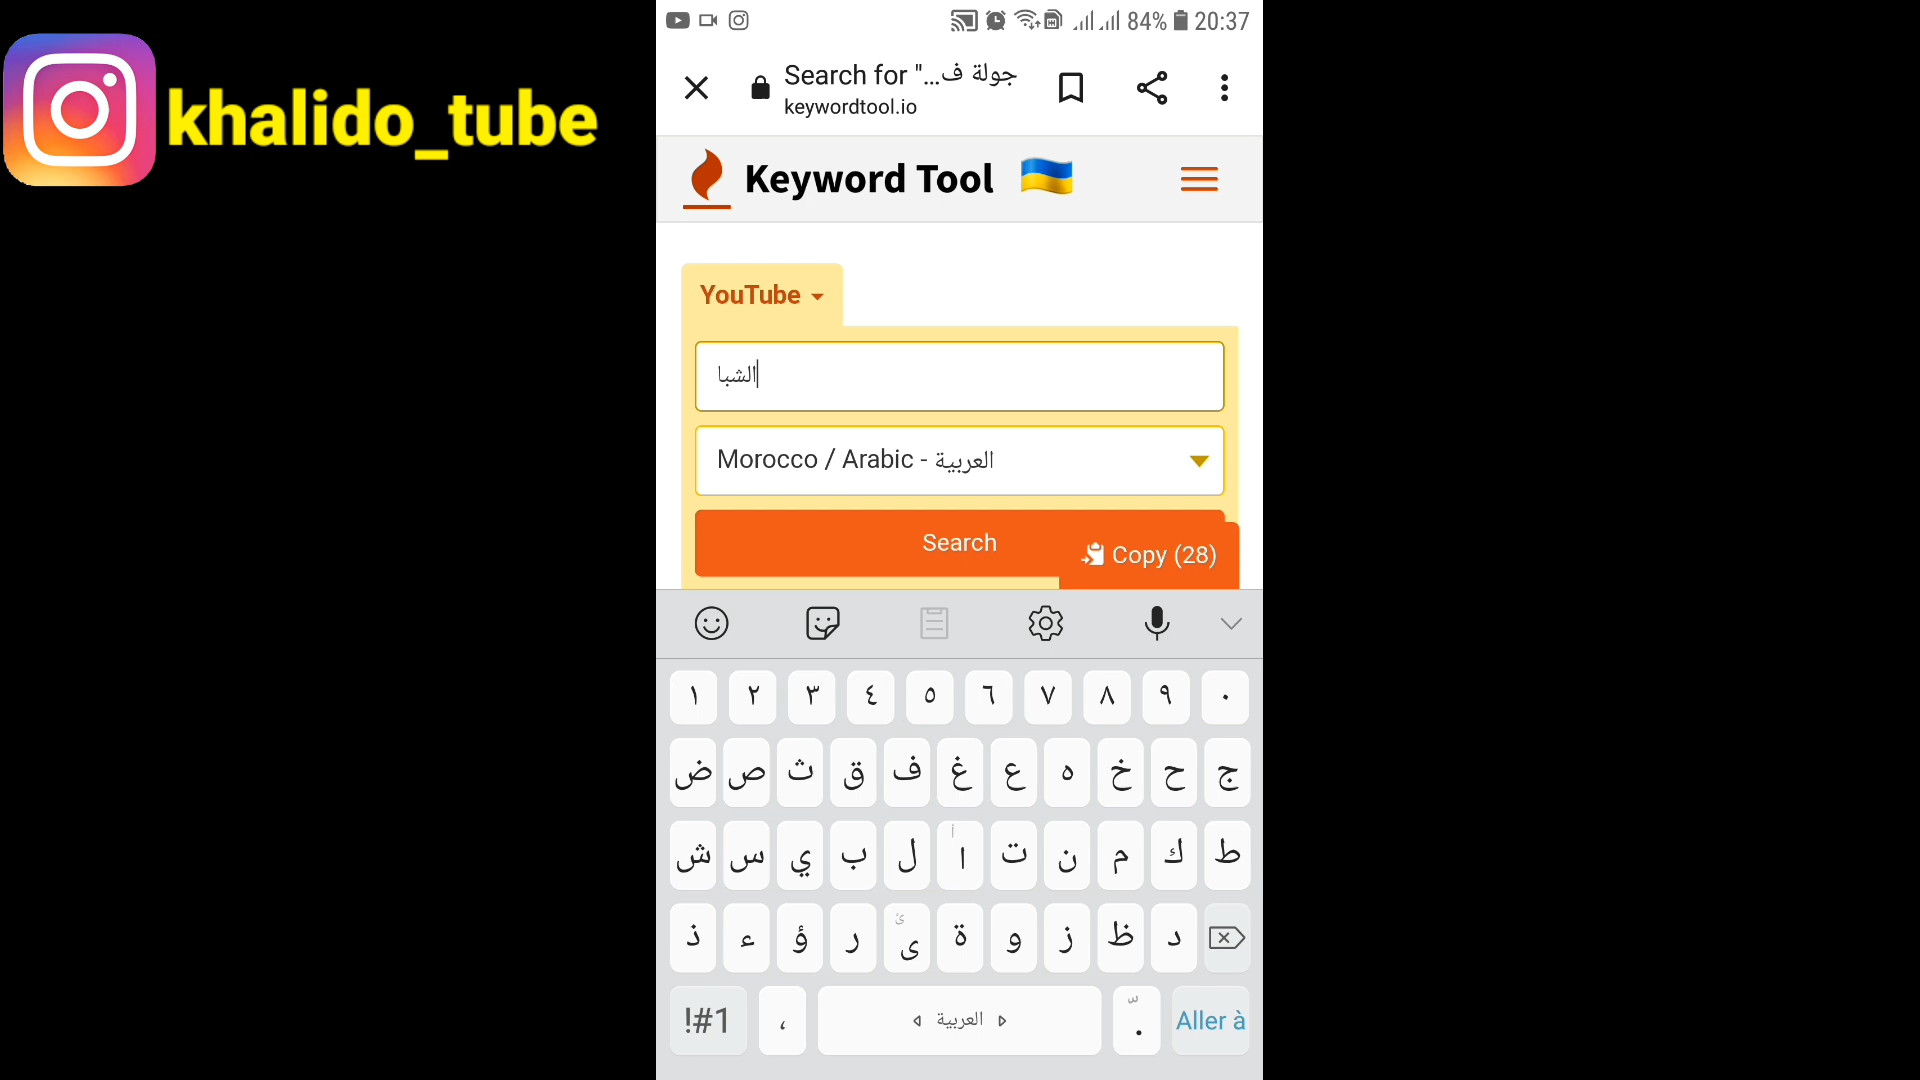 khalido_tube
84% 20:37
Search for "...جولة ف
keywordtool.io
Keyword Tool
YouTube
الشبا
Morocco / Arabic - العربية
Search
Copy (28)
١ ٢ ٣ ٤ ٥ ٦ ٧ ٨ ٩ ٠
ض ص ث ق ف غ ع ه خ ح ج
ش س ي ب ل ا أ ت ن م ك ط
ذ ء ؤ ر ى ئ ة و ز ظ د
!#1 ، العربية . Aller à